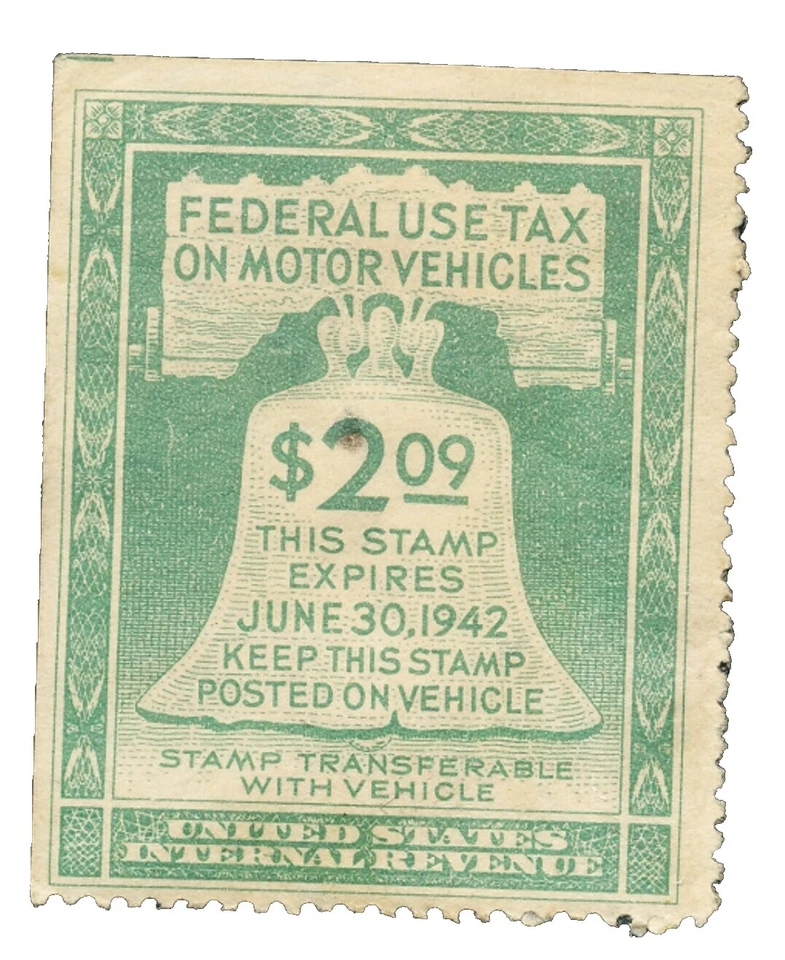 FEDERAL USE TAX
ON MOTOR VEHICLES
$2 09
THIS STAMP
EXPIRES
JUNE 30, 1942
KEEP THIS STAMP
POSTED ON VEHICLE
STAMP TRANSFERABLE
WITH VEHICLE
UNITED STATES
INTERNAL REVENUE